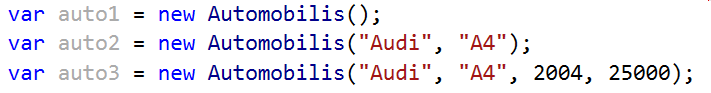 var auto1 = new Automobilis();
var auto2 = new Automobilis("Audi", "A4");
var auto3 = new Automobilis("Audi", "A4", 2004, 25000);